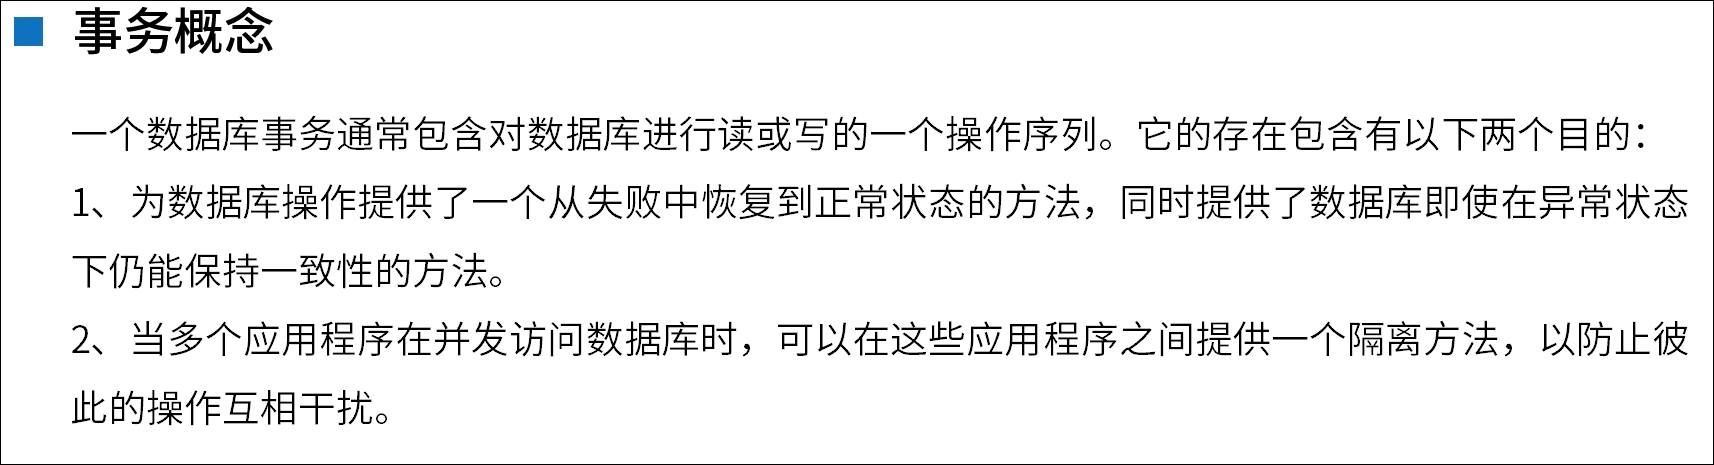 事务概念
一个数据库事务通常包含对数据库进行读或写的一个操作序列。它的存在包含有以下两个目的：
1、为数据库操作提供了一个从失败中恢复到正常状态的方法，同时提供了数据库即使在异常状态
下仍能保持一致性的方法。
2、当多个应用程序在并发访问数据库时，可以在这些应用程序之间提供一个隔离方法，以防止彼
此的操作互相干扰。